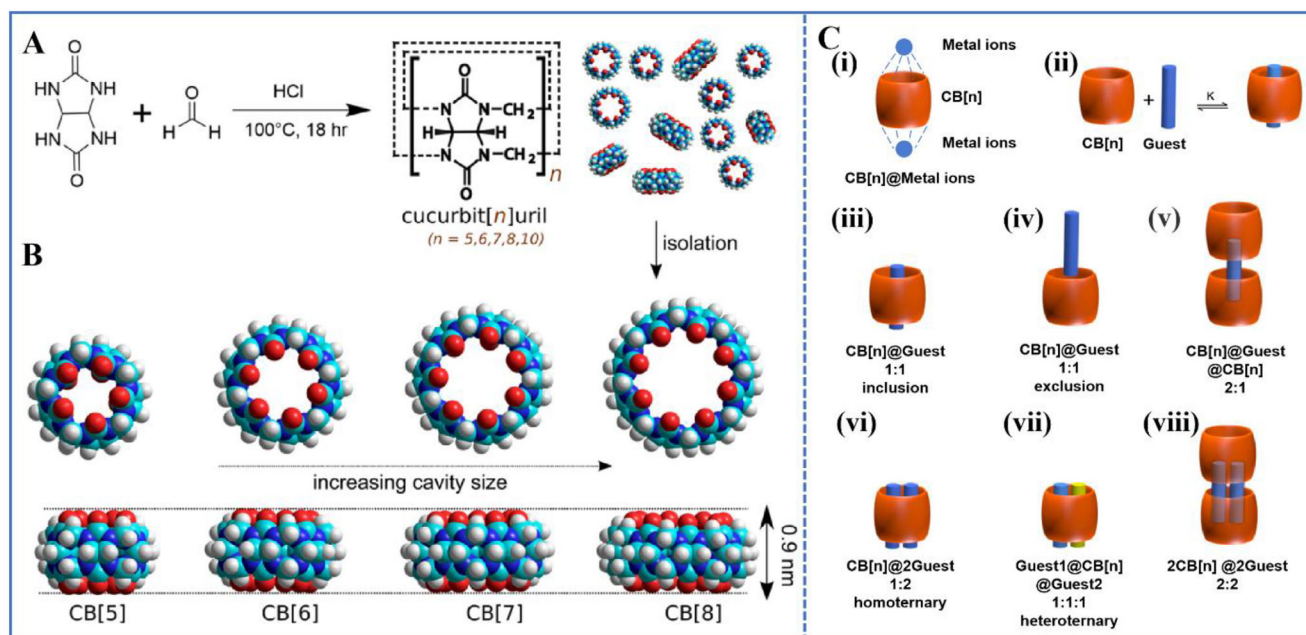 A
O
HN
NH
HN
NH
O
+
O
H
H
HCl
100°C, 18 hr
O
N
N
CH₂
H
H
N
N
CH₂
O
n
cucurbit[n]uril
(n = 5,6,7,8,10)
isolation
B
increasing cavity size
0.9 nm
CB[5]
CB[6]
CB[7]
CB[8]
C
(i)
Metal ions
CB[n]
Metal ions
CB[n]@Metal ions
(ii)
+
K
CB[n]
Guest
(iii)
CB[n]@Guest
1:1
inclusion
(iv)
CB[n]@Guest
1:1
exclusion
(v)
CB[n]@Guest
@CB[n]
2:1
(vi)
CB[n]@2Guest
1:2
homoternary
(vii)
Guest1@CB[n]
@Guest2
1:1:1
heteroternary
(viii)
2CB[n] @2Guest
2:2